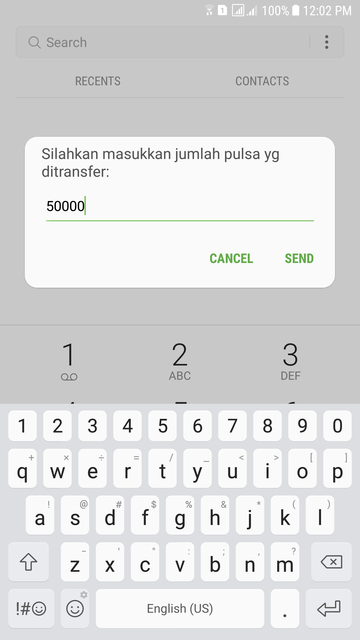 100% 12:02 PM
Search
RECENTS CONTACTS
Silahkan masukkan jumlah pulsa yg
ditransfer:
50000
CANCEL SEND
1 2 3
ABC DEF
1 2 3 4 5 6 7 8 9 0
+ × ÷ = / _ < > [ ]
q w e r t y u i o p
! @ # $ % & * ( )
a s d f g h j k l
- ' " : ; , ?
z x c v b n m
!#☺ English (US) .